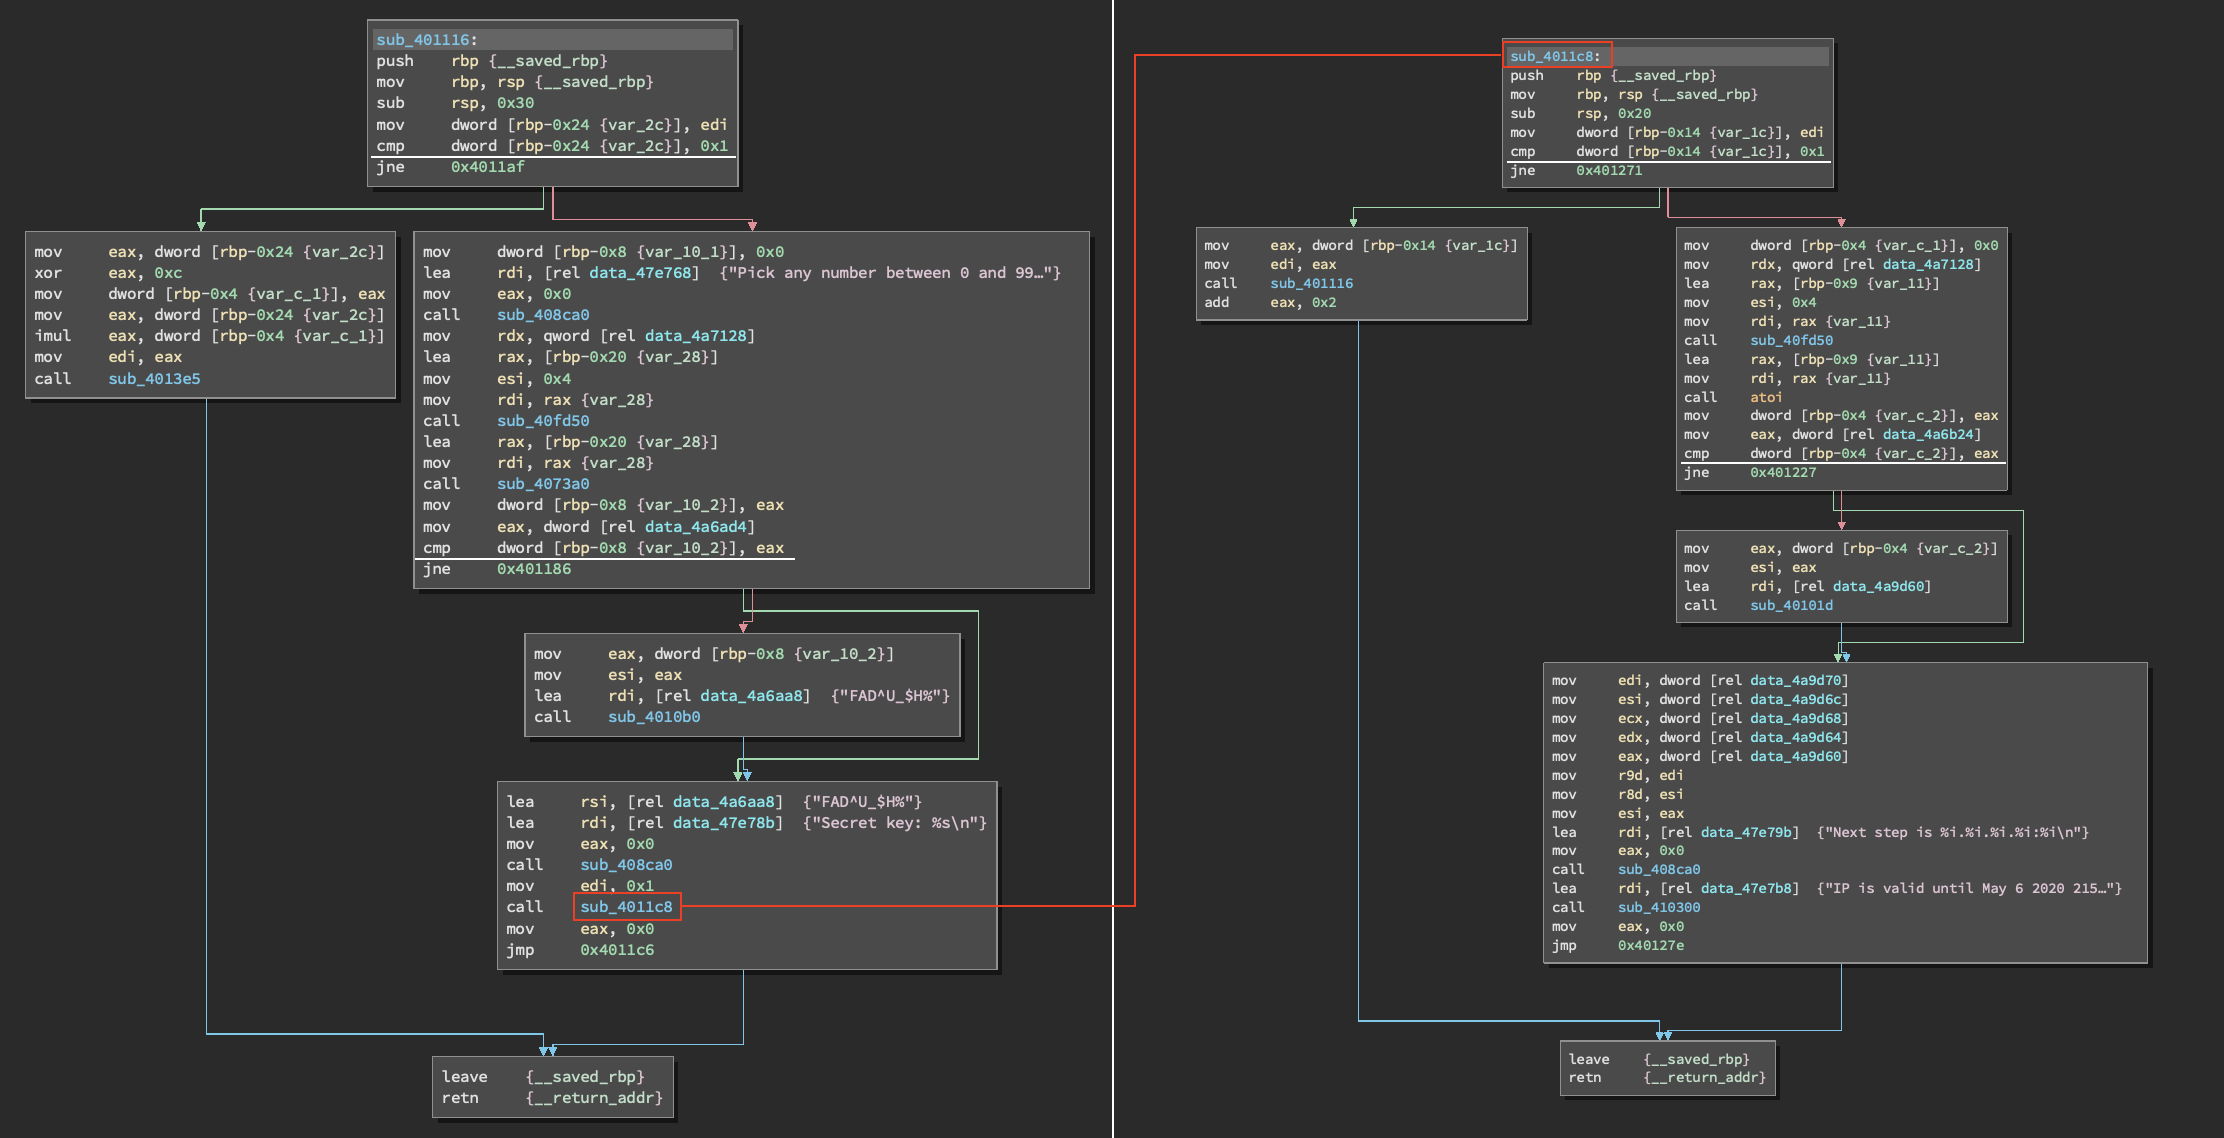 sub_401116:
push rbp {__saved_rbp}
mov rbp, rsp {__saved_rbp}
sub rsp, 0x30
mov dword [rbp-0x24 {var_2c}], edi
cmp dword [rbp-0x24 {var_2c}], 0x1
jne 0x4011af
mov eax, dword [rbp-0x24 {var_2c}]
xor eax, 0xc
mov dword [rbp-0x4 {var_c_1}], eax
mov eax, dword [rbp-0x24 {var_2c}]
imul eax, dword [rbp-0x4 {var_c_1}]
mov edi, eax
call sub_4013e5
mov dword [rbp-0x8 {var_10_1}], 0x0
lea rdi, [rel data_47e768] {"Pick any number between 0 and 99…"}
mov eax, 0x0
call sub_408ca0
mov rdx, qword [rel data_4a7128]
lea rax, [rbp-0x20 {var_28}]
mov esi, 0x4
mov rdi, rax {var_28}
call sub_40fd50
lea rax, [rbp-0x20 {var_28}]
mov rdi, rax {var_28}
call sub_4073a0
mov dword [rbp-0x8 {var_10_2}], eax
mov eax, dword [rel data_4a6ad4]
cmp dword [rbp-0x8 {var_10_2}], eax
jne 0x401186
mov eax, dword [rbp-0x8 {var_10_2}]
mov esi, eax
lea rdi, [rel data_4a6aa8] {"FAD^U_$H%"}
call sub_4010b0
lea rsi, [rel data_4a6aa8] {"FAD^U_$H%"}
lea rdi, [rel data_47e78b] {"Secret key: %s\n"}
mov eax, 0x0
call sub_408ca0
mov edi, 0x1
call sub_4011c8
mov eax, 0x0
jmp 0x4011c6
leave {__saved_rbp}
retn {__return_addr}
sub_4011c8:
push rbp {__saved_rbp}
mov rbp, rsp {__saved_rbp}
sub rsp, 0x20
mov dword [rbp-0x14 {var_1c}], edi
cmp dword [rbp-0x14 {var_1c}], 0x1
jne 0x401271
mov eax, dword [rbp-0x14 {var_1c}]
mov edi, eax
call sub_401116
add eax, 0x2
mov dword [rbp-0x4 {var_c_1}], 0x0
mov rdx, qword [rel data_4a7128]
lea rax, [rbp-0x9 {var_11}]
mov esi, 0x4
mov rdi, rax {var_11}
call sub_40fd50
lea rax, [rbp-0x9 {var_11}]
mov rdi, rax {var_11}
call atoi
mov dword [rbp-0x4 {var_c_2}], eax
mov eax, dword [rel data_4a6b24]
cmp dword [rbp-0x4 {var_c_2}], eax
jne 0x401227
mov eax, dword [rbp-0x4 {var_c_2}]
mov esi, eax
lea rdi, [rel data_4a9d60]
call sub_40101d
mov edi, dword [rel data_4a9d70]
mov esi, dword [rel data_4a9d6c]
mov ecx, dword [rel data_4a9d68]
mov edx, dword [rel data_4a9d64]
mov eax, dword [rel data_4a9d60]
mov r9d, edi
mov r8d, esi
mov esi, eax
lea rdi, [rel data_47e79b] {"Next step is %i.%i.%i.%i:%i\n"}
mov eax, 0x0
call sub_408ca0
lea rdi, [rel data_47e7b8] {"IP is valid until May 6 2020 215…"}
call sub_410300
mov eax, 0x0
jmp 0x40127e
leave {__saved_rbp}
retn {__return_addr}